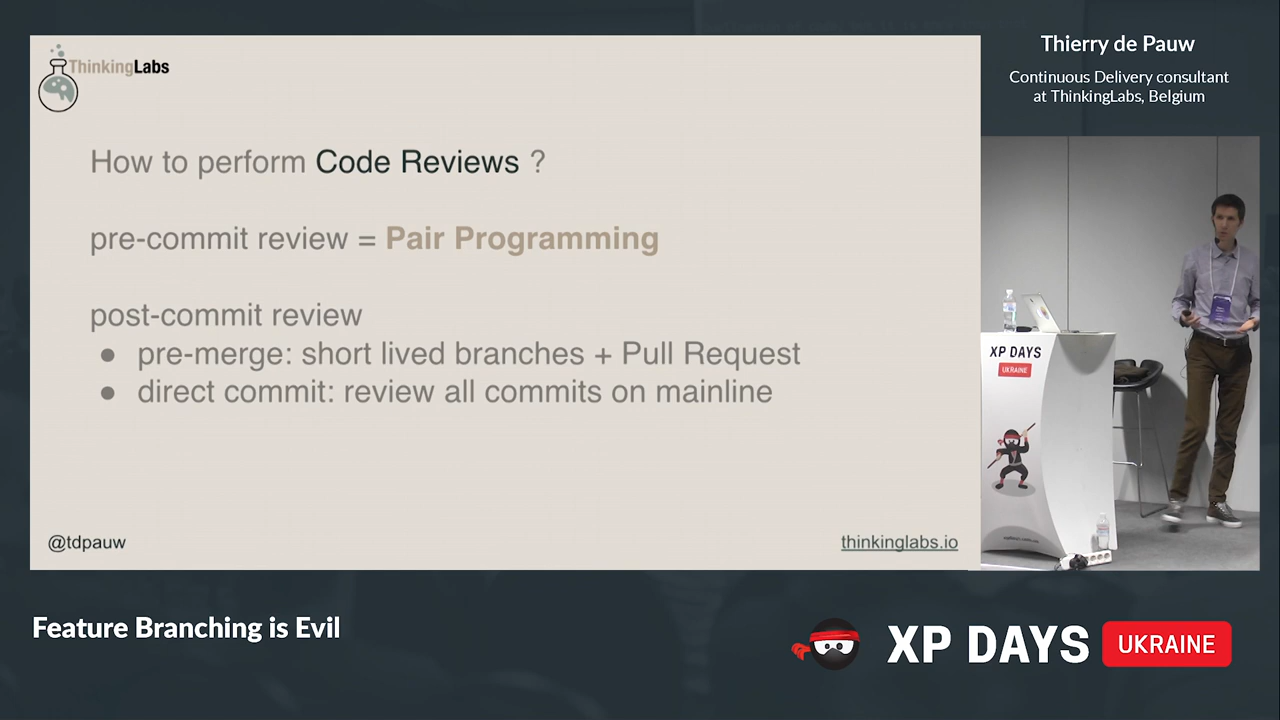 ThinkingLabs
How to perform Code Reviews ?
pre-commit review = Pair Programming
post-commit review
● pre-merge: short lived branches + Pull Request
● direct commit: review all commits on mainline
@tdpauw
thinkinglabs.io
Thierry de Pauw
Continuous Delivery consultant
at ThinkingLabs, Belgium
XP DAYS
UKRAINE
Feature Branching is Evil
XP DAYS
UKRAINE